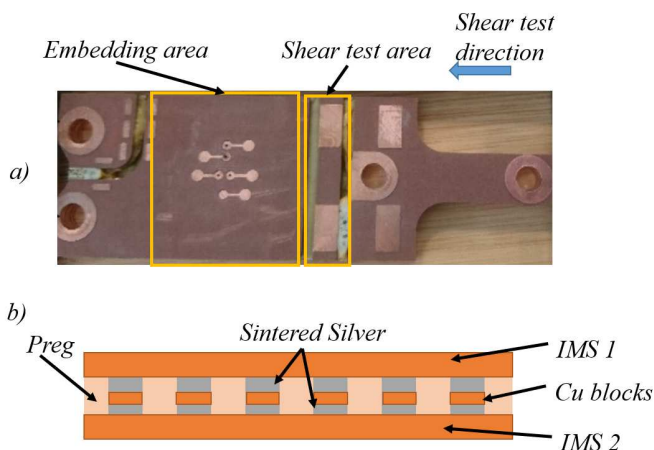 Embedding area
Shear test area
Shear test
direction
a)
b)
Preg
Sintered Silver
IMS 1
Cu blocks
IMS 2